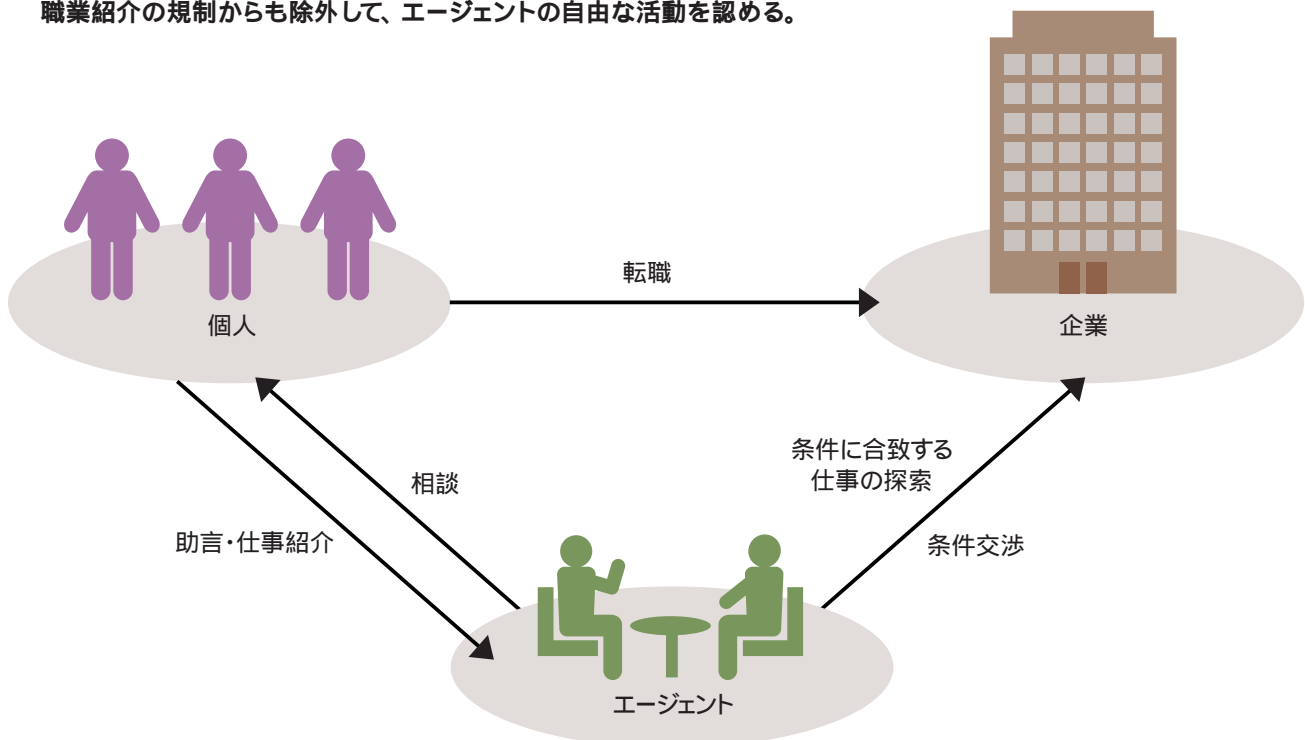 職業紹介の規制からも除外して、エージェントの自由な活動を認める。
転職
個人
企業
条件に合致する
仕事の探索
相談
助言・仕事紹介
条件交渉
エージェント